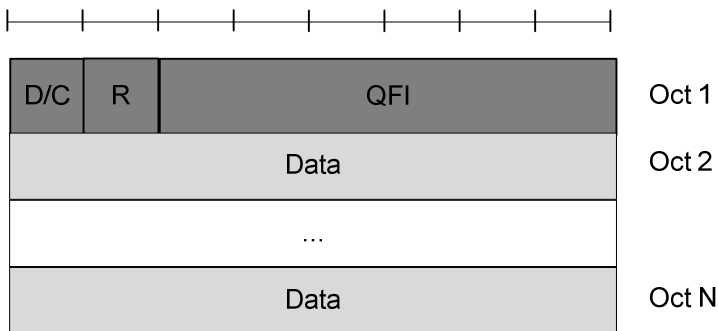 D/C R QFI Oct 1
Data Oct 2
...
Data Oct N